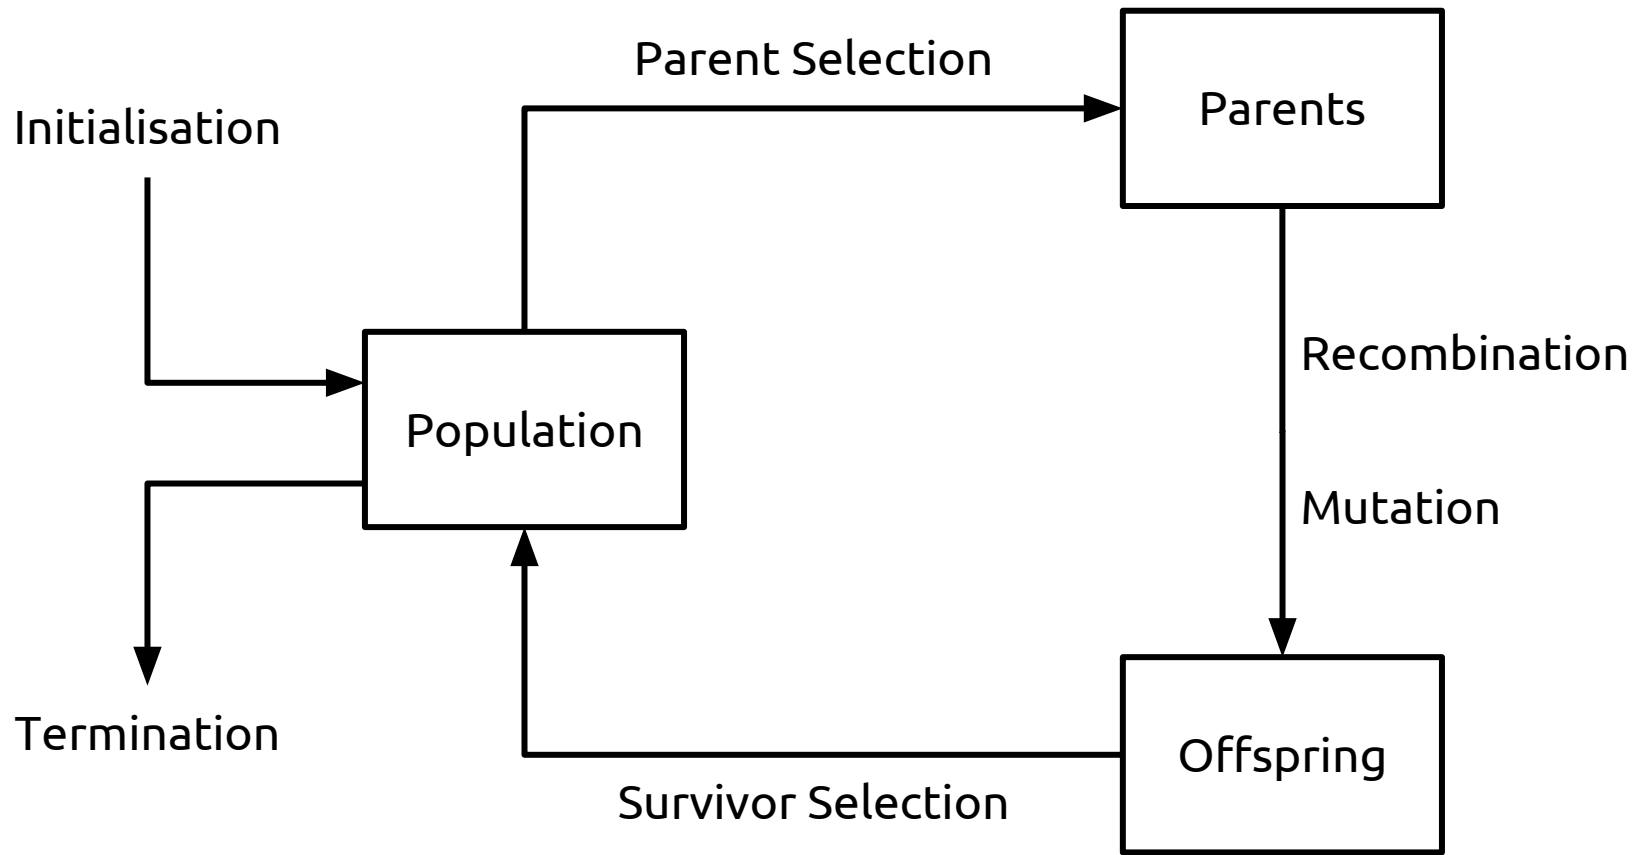 Parent Selection
Parents
Initialisation
Recombination
Population
Mutation
Termination
Offspring
Survivor Selection